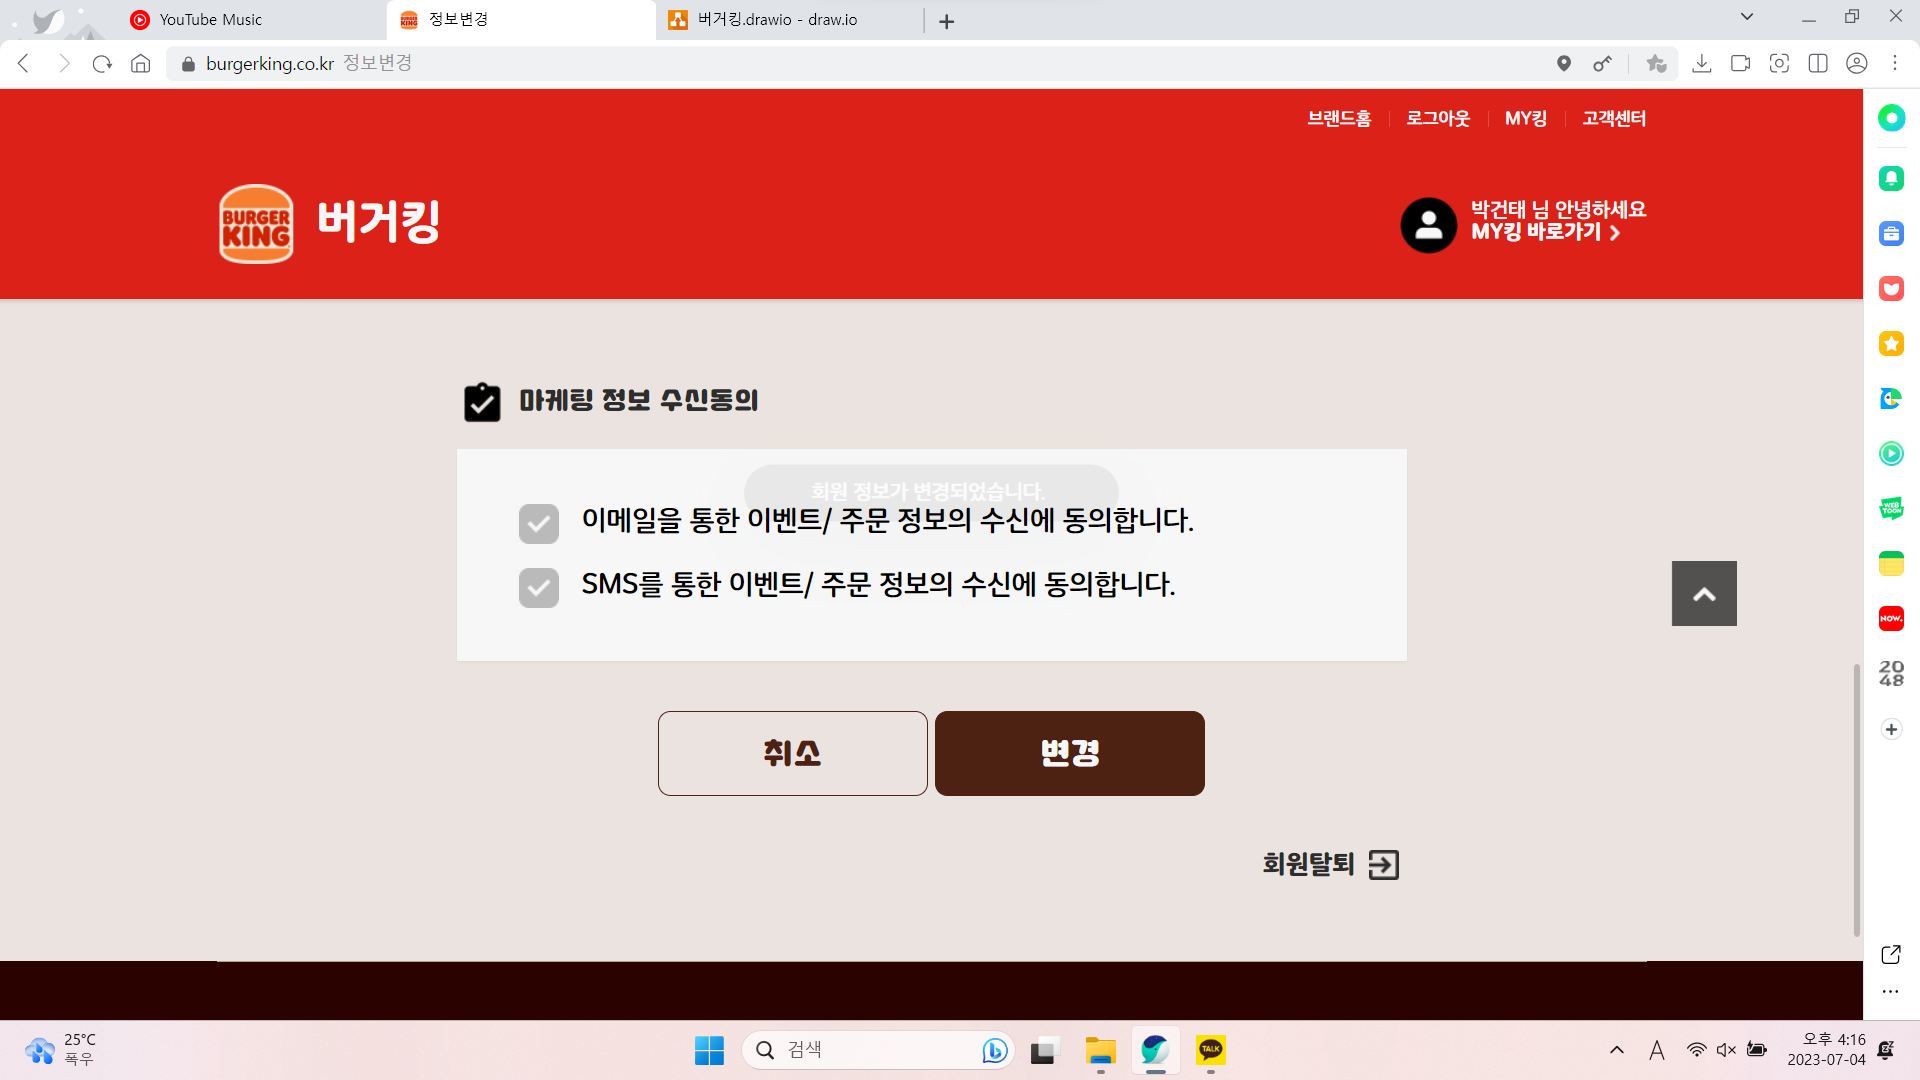 YouTube Music
정보변경
버거킹.drawio - draw.io
burgerking.co.kr 정보변경
브랜드홈
로그아웃
MY킹
고객센터
BURGER KING
버거킹
박건태 님 안녕하세요
MY킹 바로가기
마케팅 정보 수신동의
회원 정보가 변경되었습니다.
이메일을 통한 이벤트/ 주문 정보의 수신에 동의합니다.
SMS를 통한 이벤트/ 주문 정보의 수신에 동의합니다.
취소
변경
회원탈퇴
WEB
TOON
NOW.
20
48
25°C
폭우
검색
TALK
A
오후 4:16
2023-07-04